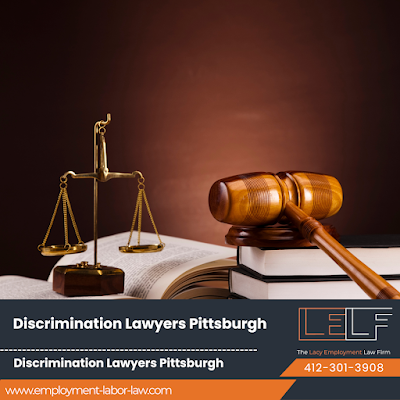 Discrimination Lawyers Pittsburgh
Discrimination Lawyers Pittsburgh
www.employment-labor-law.com
LELF
The Lacy Employment Law Firm
412-301-3908